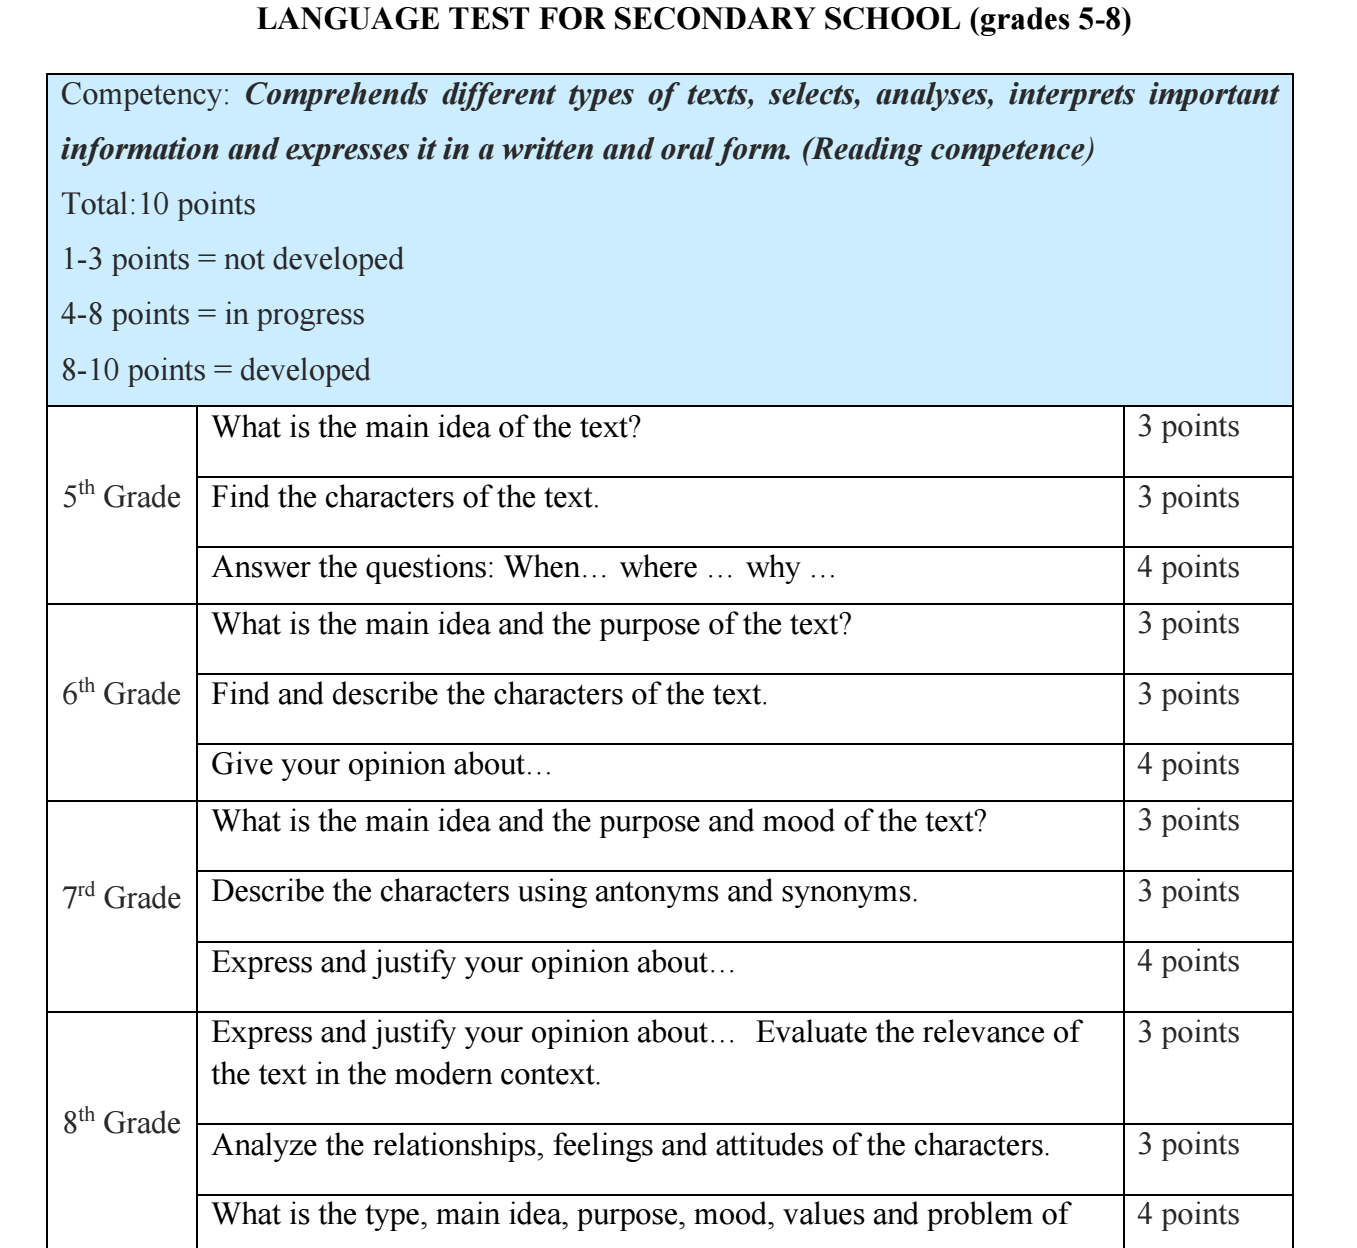 LANGUAGE TEST FOR SECONDARY SCHOOL (grades 5-8)
Competency: Comprehends different types of texts, selects, analyses, interprets important
information and expresses it in a written and oral form. (Reading competence)
Total:10 points
1-3 points = not developed
4-8 points = in progress
8-10 points = developed
What is the main idea of the text? 3 points
5th Grade Find the characters of the text. 3 points
Answer the questions: When… where … why … 4 points
What is the main idea and the purpose of the text? 3 points
6th Grade Find and describe the characters of the text. 3 points
Give your opinion about… 4 points
What is the main idea and the purpose and mood of the text? 3 points
7rd Grade Describe the characters using antonyms and synonyms. 3 points
Express and justify your opinion about… 4 points
Express and justify your opinion about… Evaluate the relevance of 3 points
the text in the modern context.
8th Grade
Analyze the relationships, feelings and attitudes of the characters. 3 points
What is the type, main idea, purpose, mood, values and problem of 4 points